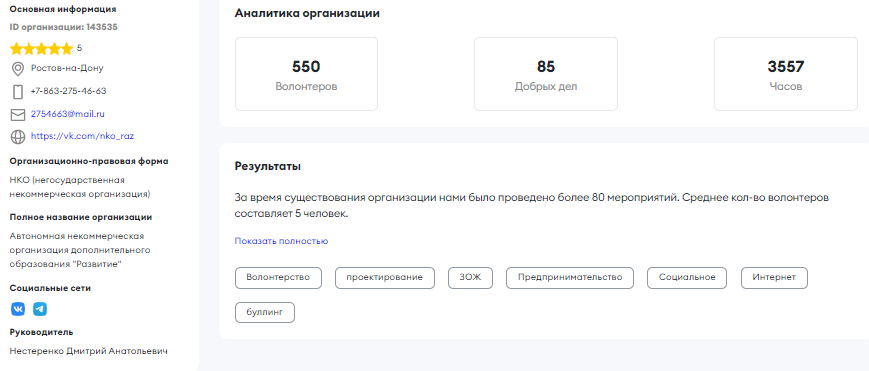 Основная информация
ID организации: 143535
5
Ростов-на-Дону
+7-863-275-46-63
2754663@mail.ru
https://vk.com/nko_raz
Организационно-правовая форма
НКО (негосударственная
некоммерческая организация)
Полное название организации
Автономная некоммерческая
организация дополнительного
образования "Развитие"
Социальные сети
Руководитель
Нестеренко Дмитрий Анатольевич
Аналитика организации
550
Волонтеров
85
Добрых дел
3557
Часов
Результаты
За время существования организации нами было проведено более 80 мероприятий. Среднее кол-во волонтеров
составляет 5 человек.
Показать полностью
Волонтерство
проектирование
ЗОЖ
Предпринимательство
Социальное
Интернет
буллинг